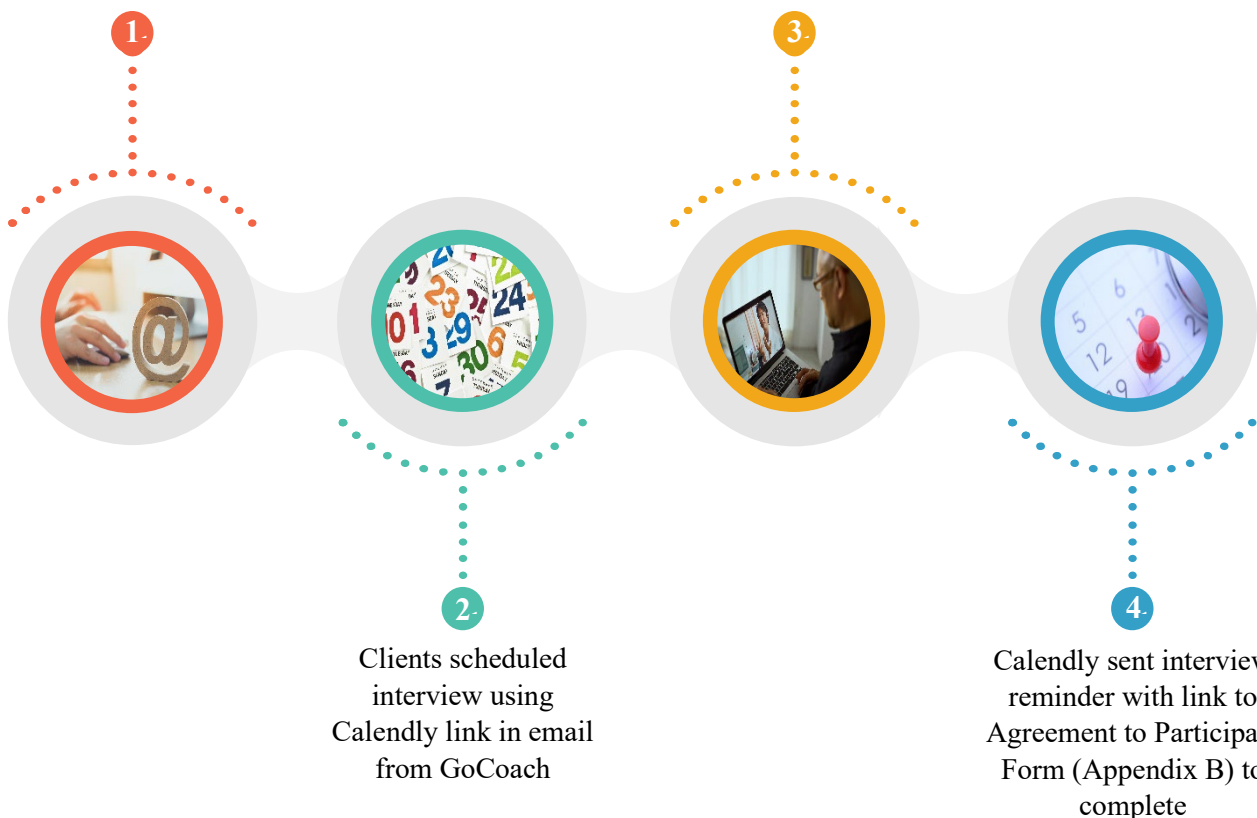 1
3
2
Clients scheduled
interview using
Calendly link in email
from GoCoach
4
Calendly sent interview
reminder with link to
Agreement to Participa
Form (Appendix B) to
complete